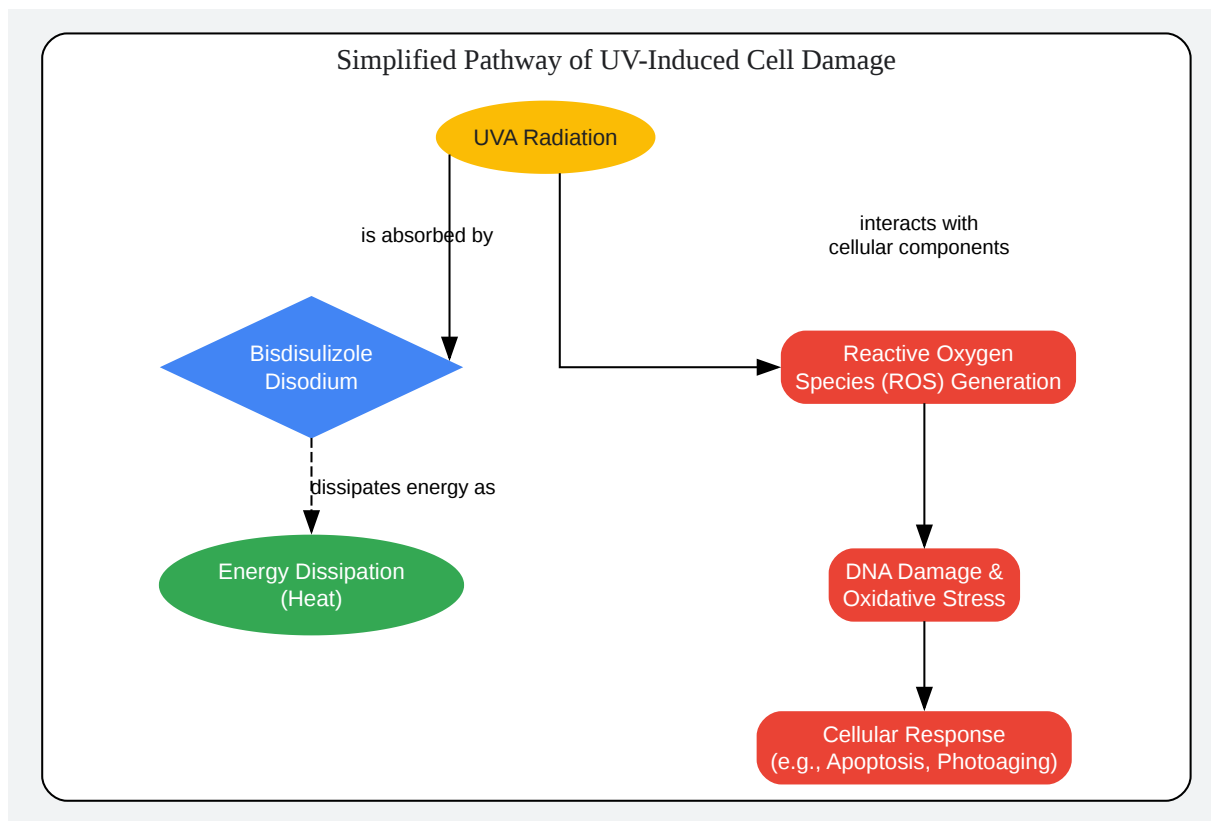 Simplified Pathway of UV-Induced Cell Damage
UVA Radiation
is absorbed by
interacts with
cellular components
Bisdisulizole
Disodium
Reactive Oxygen
Species (ROS) Generation
dissipates energy as
Energy Dissipation
(Heat)
DNA Damage &
Oxidative Stress
Cellular Response
(e.g., Apoptosis, Photoaging)